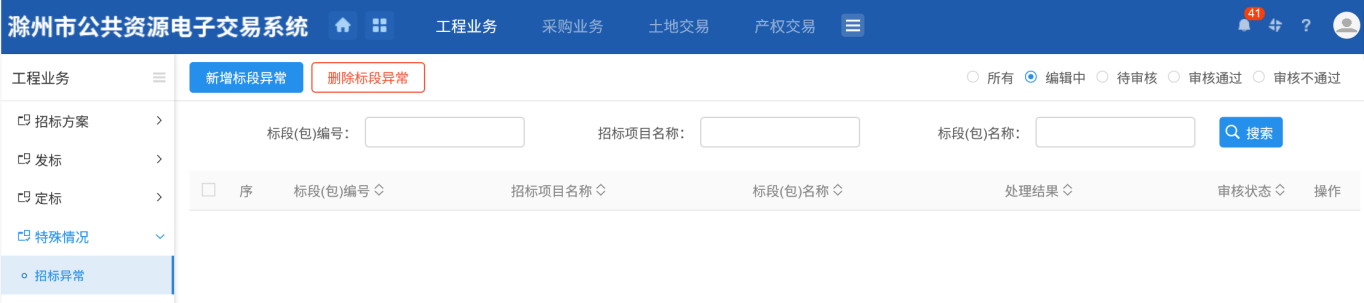 滁州市公共资源电子交易系统 工程业务 采购业务 土地交易 产权交易 41 ?
工程业务 新增标段异常 删除标段异常 所有 编辑中 待审核 审核通过 审核不通过
招标方案 标段(包)编号: 招标项目名称: 标段(包)名称: 搜索
发标
序 标段(包)编号 招标项目名称 标段(包)名称 处理结果 审核状态 操作
定标
特殊情况
招标异常